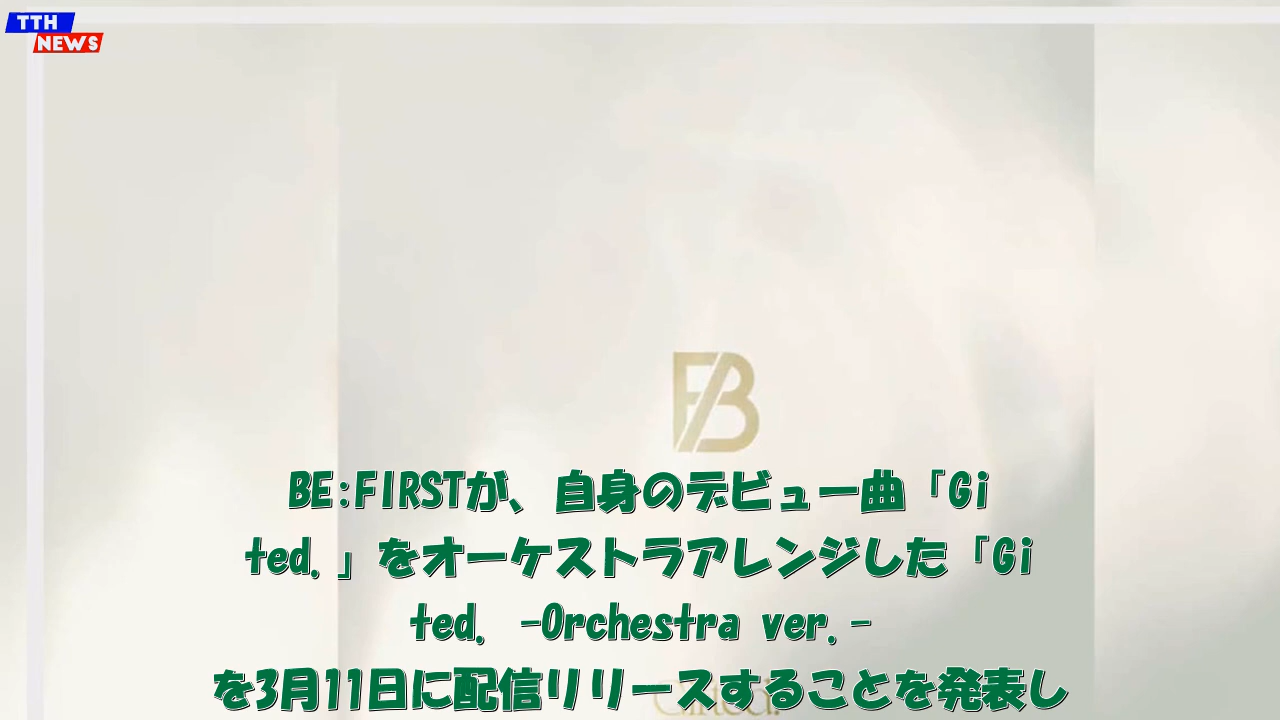 TTH
NEWS
BE:FIRSTが、自身のデビュー曲「Gi
ted.」をオーケストラアレンジした「Gi
ted. -Orchestra ver.-
を3月11日に配信リリースすることを発表し